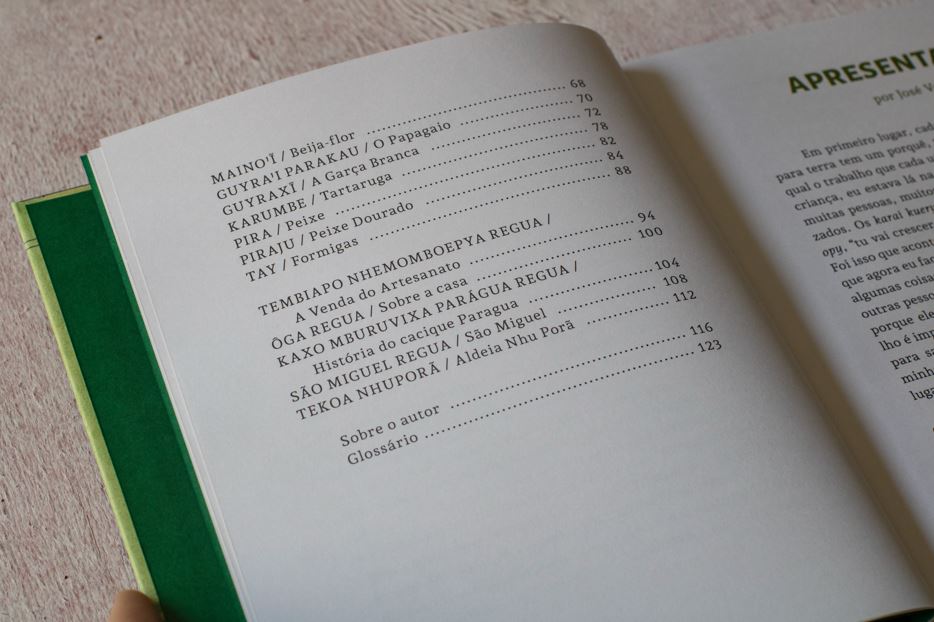 MAINO'Ĩ / Beija-flor ........ 68
GUYRA'I PARAKAU / O Papagaio ........ 70
GUYRAXĨ / A Garça Branca ........ 72
KARUMBE / Tartaruga ........ 78
PIRA / Peixe ........ 82
PIRAJU / Peixe Dourado ........ 84
TAY / Formigas ........ 88
TEMBIAPO NHEMOMBOEPYA REGUA /
A Venda do Artesanato ........ 94
ÒGA REGUA / Sobre a casa ........ 100
KAXO MBURUVIXA PARÁGUA REGUA /
História do cacique Paragua ........ 104
SÃO MIGUEL REGUA / São Miguel ........ 108
TEKOA NHUPORÃ / Aldeia Nhu Porã ........ 112
Sobre o autor ........ 116
Glossário ........ 123
APRESENTA
por José V
Em primeiro lugar, cad
para terra tem um porquê,
qual o trabalho que cada u
criança, eu estava lá na
muitas pessoas, muito
zados. Os karai kuer
opy, "tu vai crescer
Foi isso que acont
que agora eu fa
algumas coisa
outras pesso
porque ele
lho é im
para sa
minh
luga